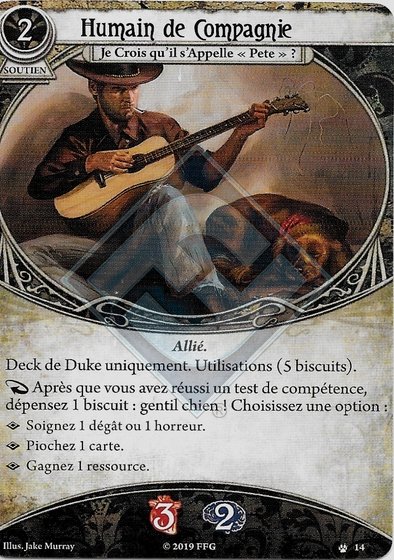 2
Humain de Compagnie
SOUTIEN
Je Crois qu'il s'Appelle « Pete » ?
Allié.
Deck de Duke uniquement. Utilisations (5 biscuits).
Après que vous avez réussi un test de compétence,
dépensez 1 biscuit : gentil chien ! Choisissez une option :
Soignez 1 dégât ou 1 horreur.
Piochez 1 carte.
Gagnez 1 ressource.
3 2
Illus. Jake Murray © 2019 FFG 14